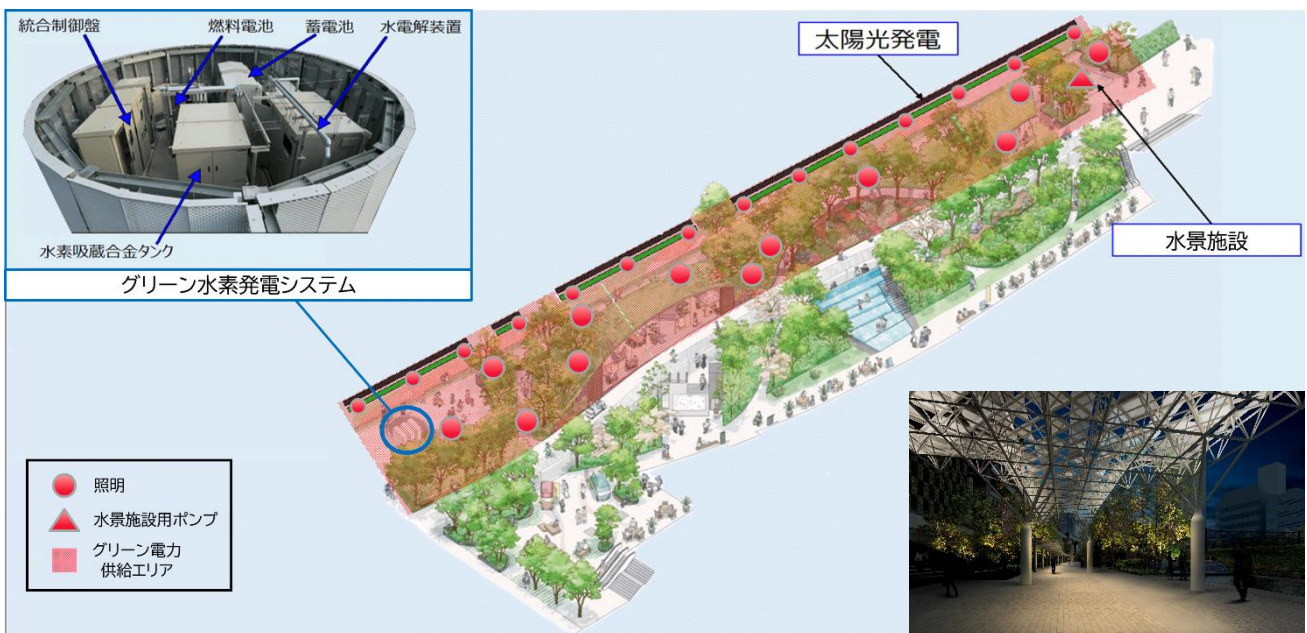 統合制御盤
燃料電池
蓄電池
水電解装置
水素吸蔵合金タンク
グリーン水素発電システム
太陽光発電
水景施設
照明
水景施設用ポンプ
グリーン電力
供給エリア